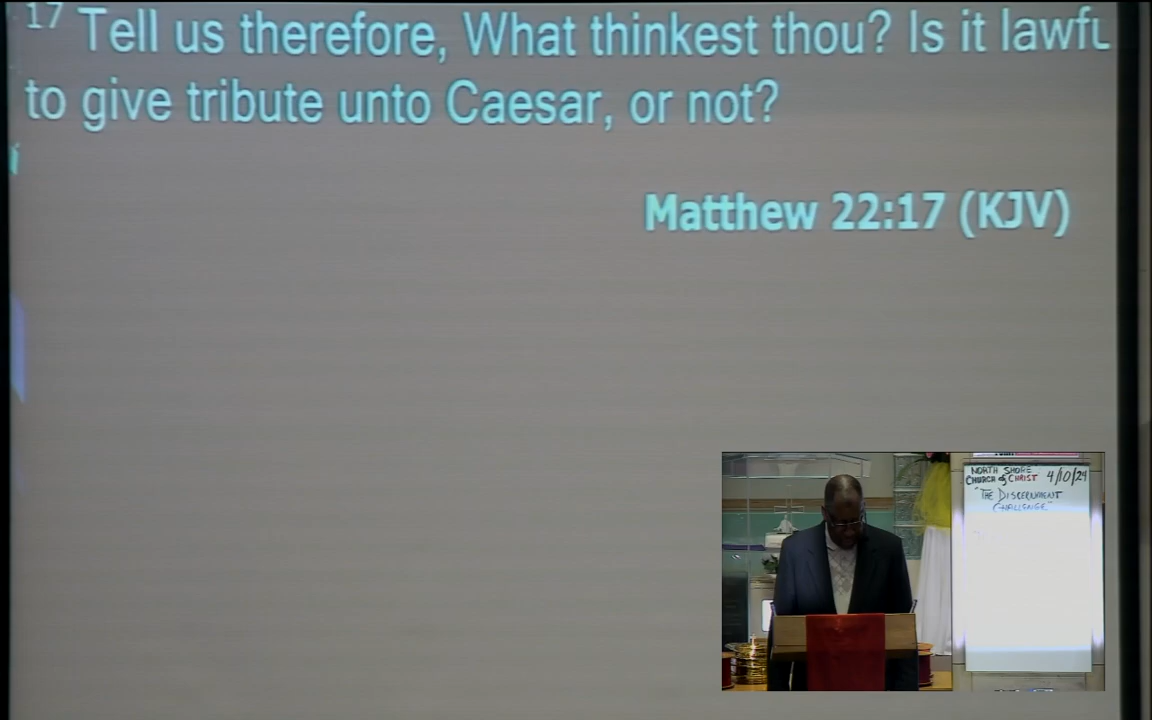 17 Tell us therefore, What thinkest thou? Is it lawfu
to give tribute unto Caesar, or not?
Matthew 22:17 (KJV)
NORTH SHORE
CHURCH of CHRIST 4/10/24
"THE DISCERNMENT
CHALLENGE"